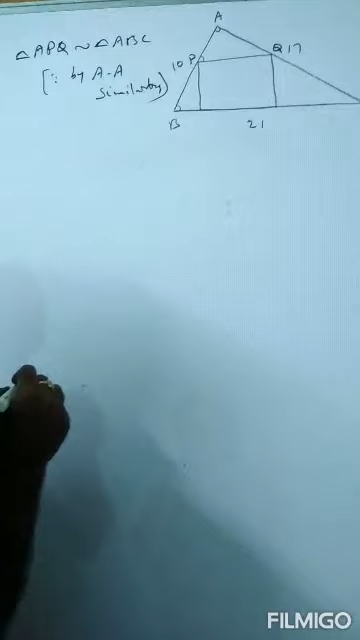 △APQ ~ △ABC
[∵ by A-A
Similarity)
A
10 P
Q 17
B
21
FILMIGO